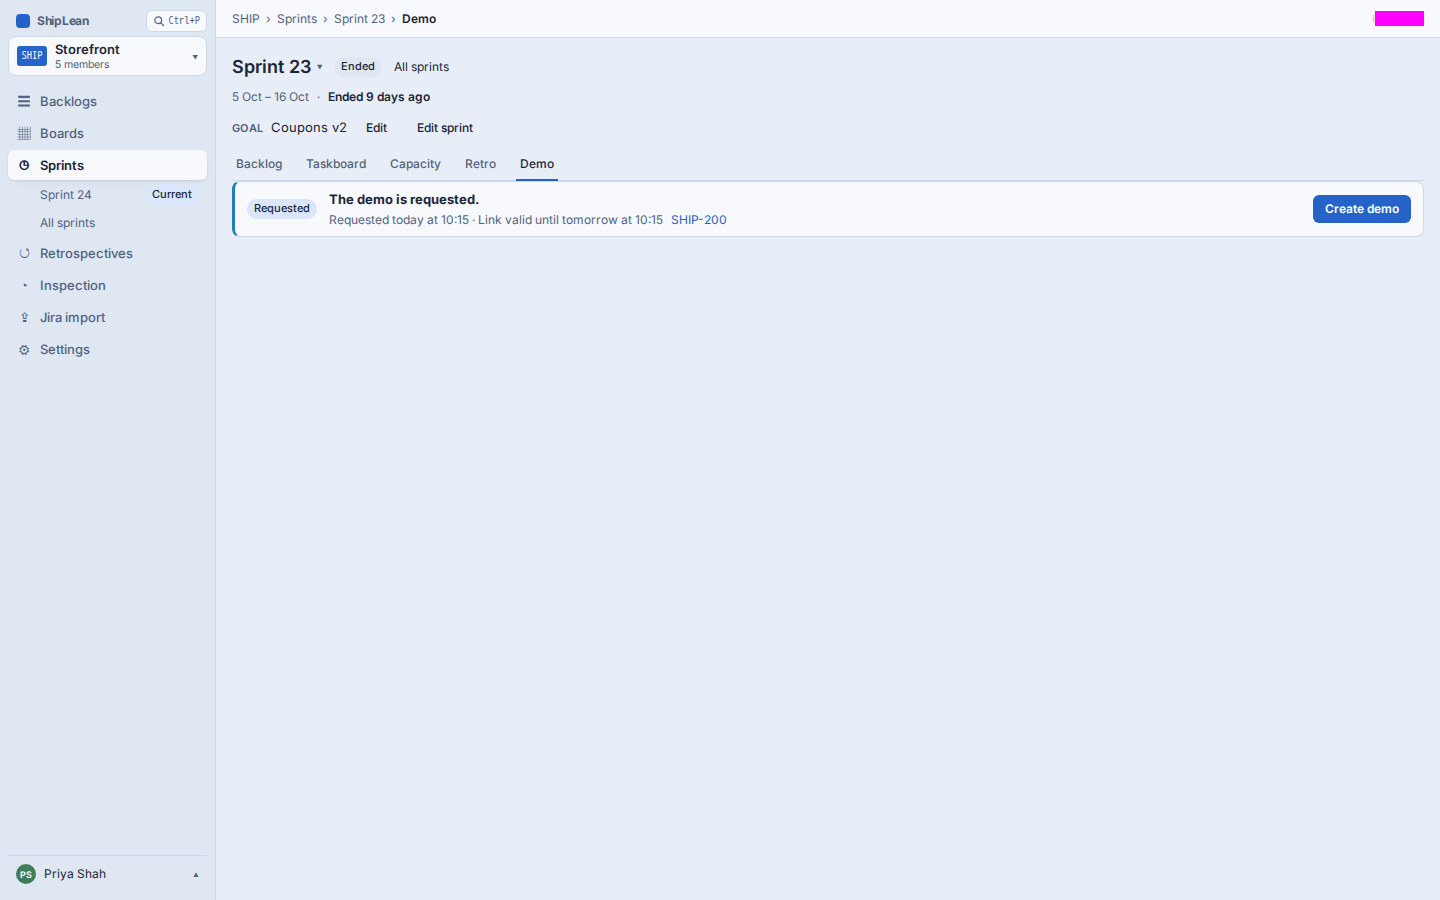 ShipLean
Ctrl+P
SHIP
Storefront
5 members
Backlogs
Boards
Sprints
Sprint 24
Current
All sprints
Retrospectives
Inspection
Jira import
Settings
PS
Priya Shah
SHIP › Sprints › Sprint 23 › Demo
Sprint 23
Ended
All sprints
5 Oct – 16 Oct · Ended 9 days ago
GOAL Coupons v2
Edit
Edit sprint
Backlog
Taskboard
Capacity
Retro
Demo
Requested
The demo is requested.
Requested today at 10:15 · Link valid until tomorrow at 10:15 SHIP-200
Create demo